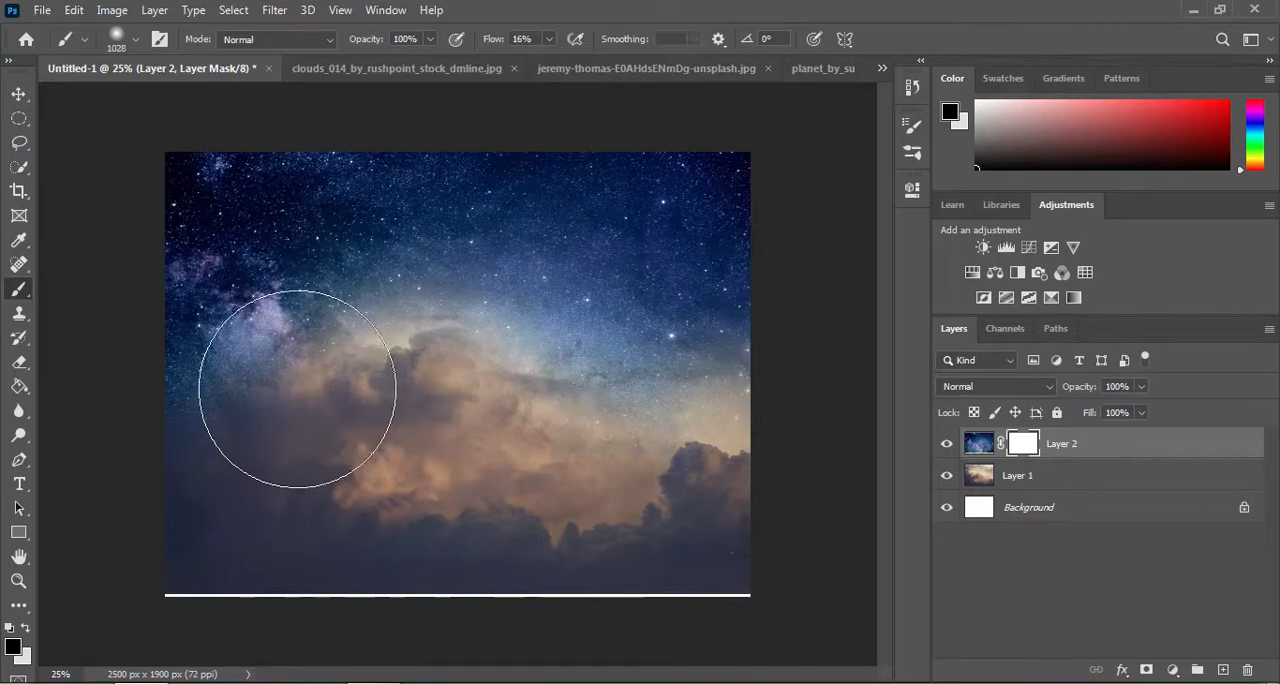 Ps File Edit Image Layer Type Select Filter 3D View Window Help
1028 Mode: Normal Opacity: 100% Flow: 16% Smoothing: 0°
Untitled-1 @ 25% (Layer 2, Layer Mask/8) * × clouds_014_by_rushpoint_stock_dmline.jpg × jeremy-thomas-E0AHdsENmDg-unsplash.jpg × planet_by_su
Color Swatches Gradients Patterns
Learn Libraries Adjustments
Add an adjustment
Layers Channels Paths
Kind
Normal Opacity: 100%
Lock: Fill: 100%
Layer 2
Layer 1
Background
25% 2500 px x 1900 px (72 ppi)